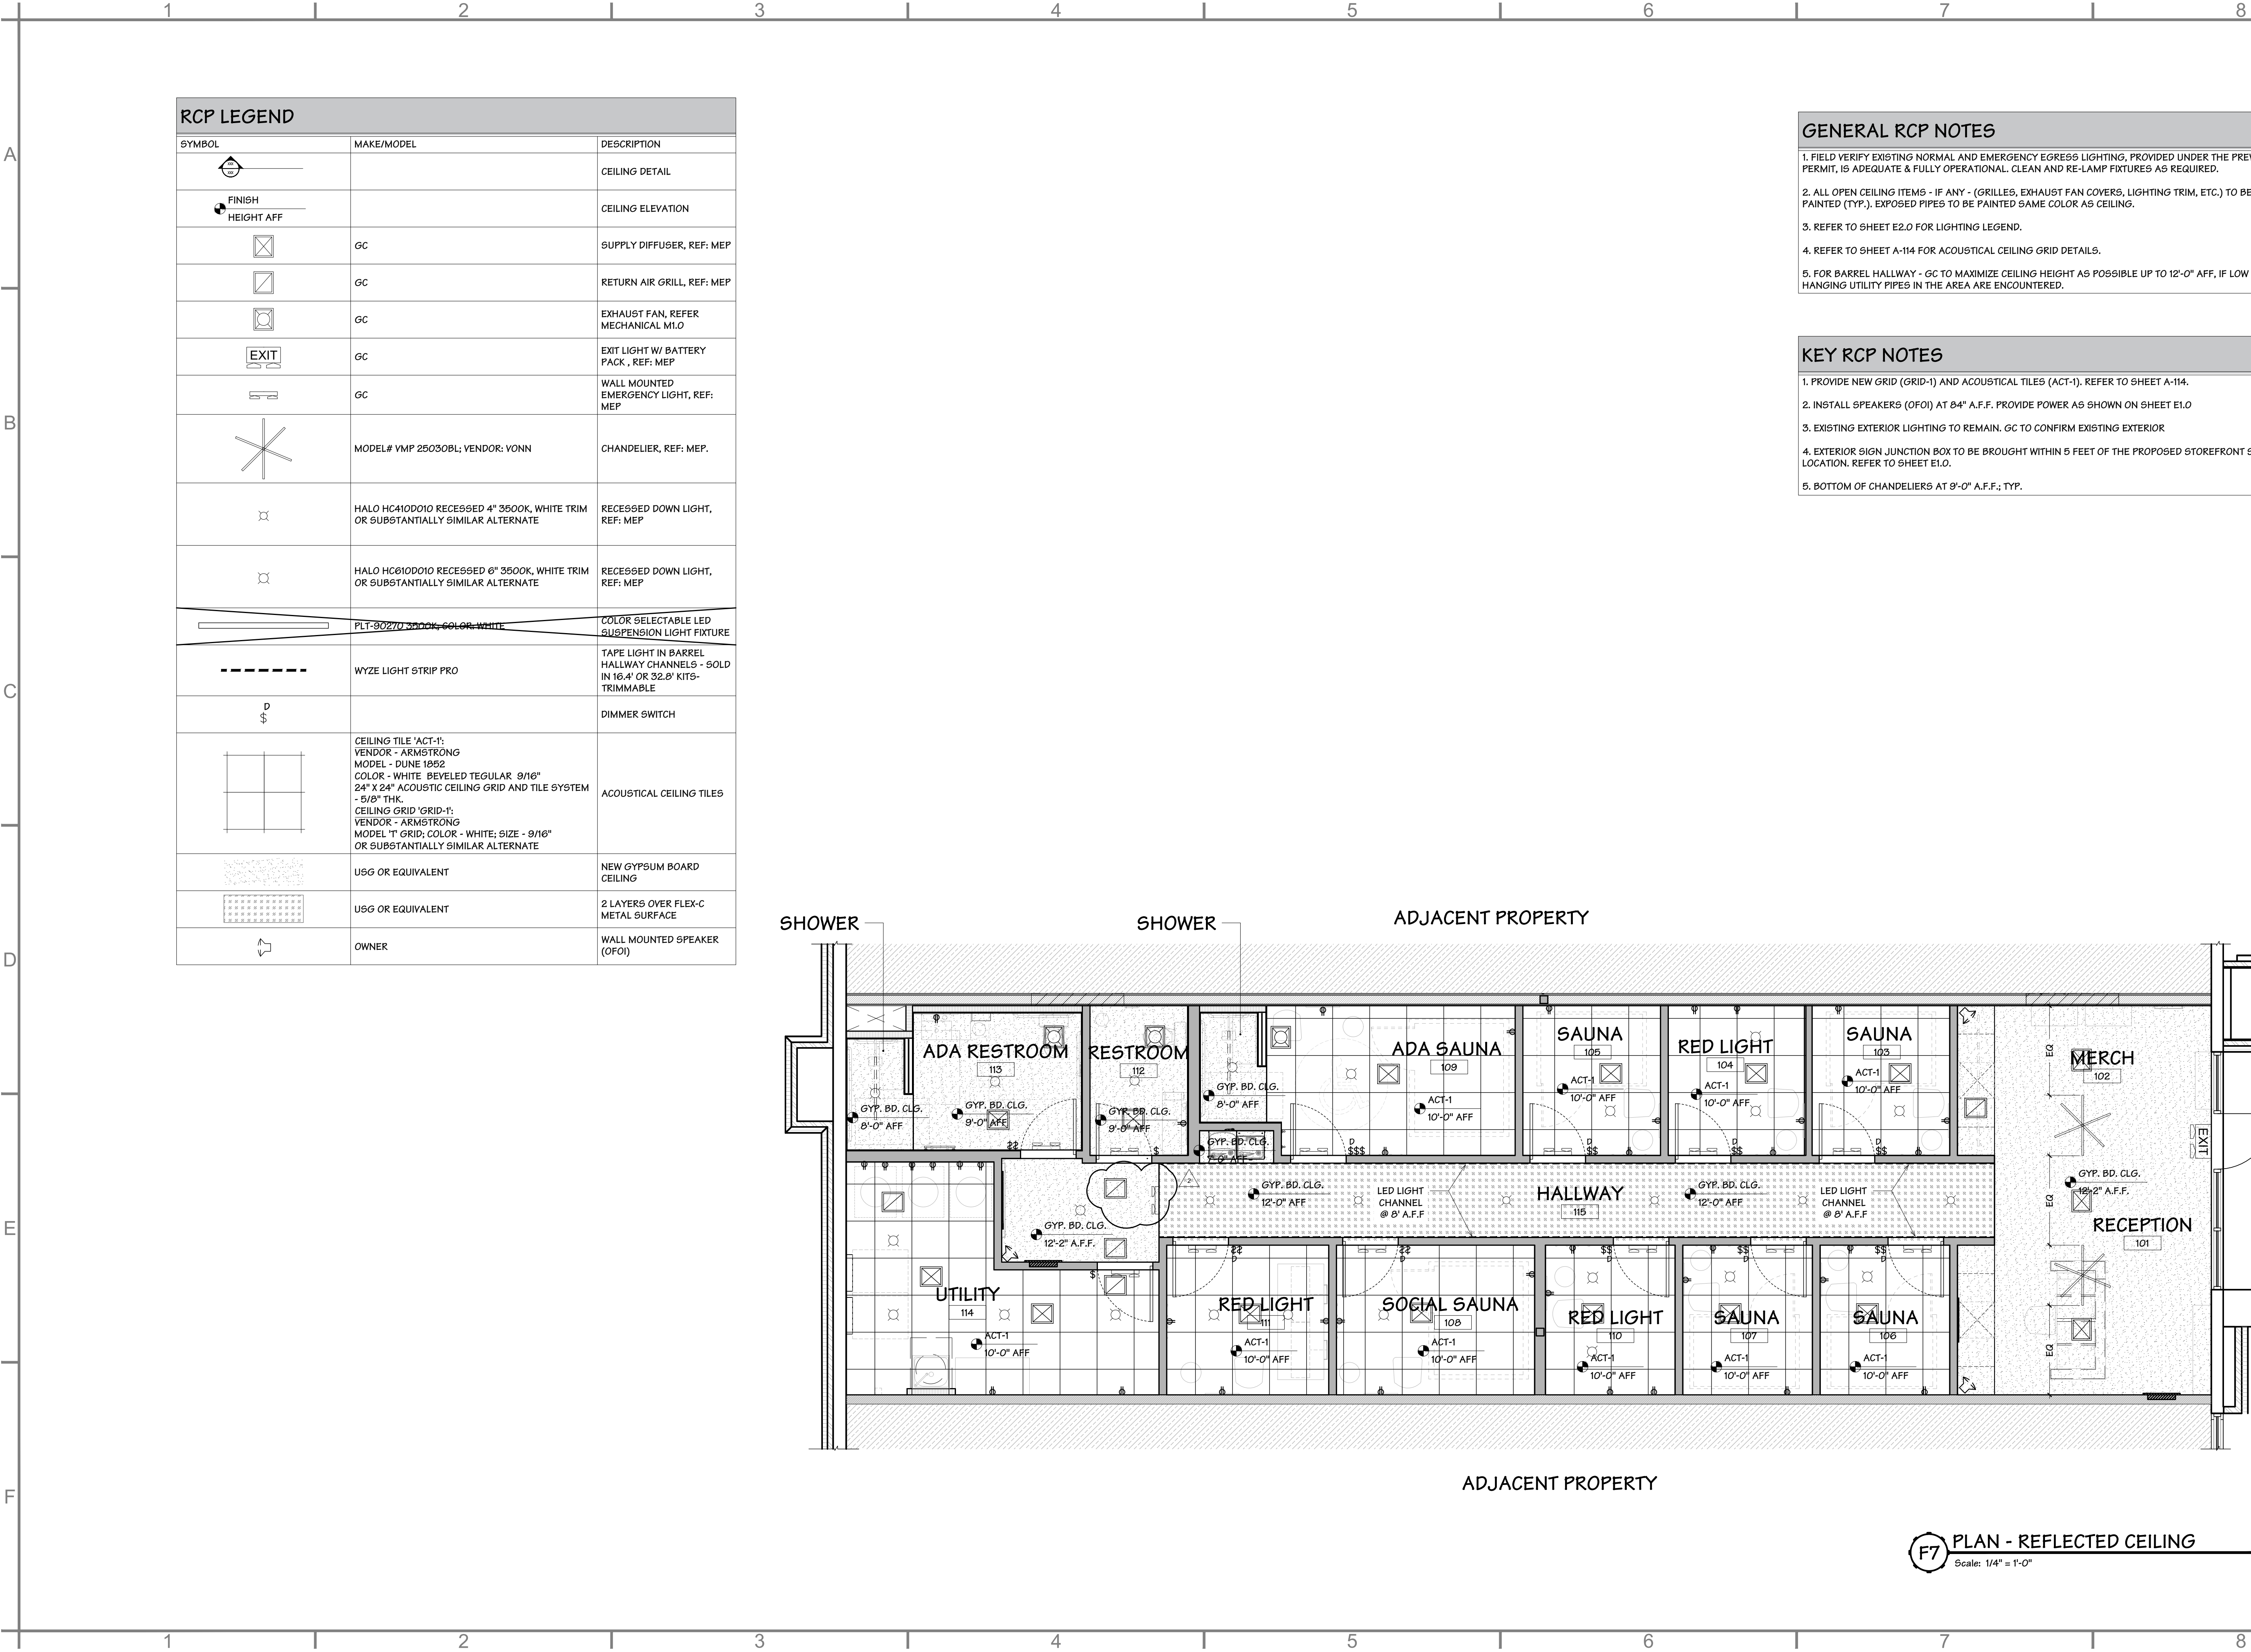 1 2 3 4 5 6 7 8
A
B
C
D
E
F
RCP LEGEND
SYMBOL MAKE/MODEL DESCRIPTION
CEILING DETAIL
FINISH
HEIGHT AFF
CEILING ELEVATION
GC SUPPLY DIFFUSER, REF: MEP
GC RETURN AIR GRILL, REF: MEP
GC
EXHAUST FAN, REFER
MECHANICAL M1.0
EXIT
GC
EXIT LIGHT W/ BATTERY
PACK , REF: MEP
GC
WALL MOUNTED
EMERGENCY LIGHT, REF:
MEP
MODEL# VMP 25030BL; VENDOR: VONN CHANDELIER, REF: MEP.
HALO HC410D010 RECESSED 4" 3500K, WHITE TRIM
OR SUBSTANTIALLY SIMILAR ALTERNATE
RECESSED DOWN LIGHT,
REF: MEP
HALO HC610D010 RECESSED 6" 3500K, WHITE TRIM
OR SUBSTANTIALLY SIMILAR ALTERNATE
RECESSED DOWN LIGHT,
REF: MEP
PLT-90270 3500K; COLOR: WHITE
COLOR SELECTABLE LED
SUSPENSION LIGHT FIXTURE
WYZE LIGHT STRIP PRO
TAPE LIGHT IN BARREL
HALLWAY CHANNELS - SOLD
IN 16.4' OR 32.8' KITS-
TRIMMABLE
D
$
DIMMER SWITCH
CEILING TILE 'ACT-1':
VENDOR - ARMSTRONG
MODEL - DUNE 1852
COLOR - WHITE BEVELED TEGULAR 9/16"
24" X 24" ACOUSTIC CEILING GRID AND TILE SYSTEM
- 5/8" THK.
CEILING GRID 'GRID-1':
VENDOR - ARMSTRONG
MODEL 'T' GRID; COLOR - WHITE; SIZE - 9/16"
OR SUBSTANTIALLY SIMILAR ALTERNATE
ACOUSTICAL CEILING TILES
USG OR EQUIVALENT
NEW GYPSUM BOARD
CEILING
USG OR EQUIVALENT
2 LAYERS OVER FLEX-C
METAL SURFACE
OWNER
WALL MOUNTED SPEAKER
(OFOI)
GENERAL RCP NOTES
1. FIELD VERIFY EXISTING NORMAL AND EMERGENCY EGRESS LIGHTING, PROVIDED UNDER THE
PERMIT, IS ADEQUATE & FULLY OPERATIONAL. CLEAN AND RE-LAMP FIXTURES AS REQUIRED.
2. ALL OPEN CEILING ITEMS - IF ANY - (GRILLES, EXHAUST FAN COVERS, LIGHTING TRIM, ETC.) TO BE
PAINTED (TYP.). EXPOSED PIPES TO BE PAINTED SAME COLOR AS CEILING.
3. REFER TO SHEET E2.0 FOR LIGHTING LEGEND.
4. REFER TO SHEET A-114 FOR ACOUSTICAL CEILING GRID DETAILS.
5. FOR BARREL HALLWAY - GC TO MAXIMIZE CEILING HEIGHT AS POSSIBLE UP TO 12'-0" AFF, IF LOW
HANGING UTILITY PIPES IN THE AREA ARE ENCOUNTERED.
KEY RCP NOTES
1. PROVIDE NEW GRID (GRID-1) AND ACOUSTICAL TILES (ACT-1). REFER TO SHEET A-114.
2. INSTALL SPEAKERS (OFOI) AT 84" A.F.F. PROVIDE POWER AS SHOWN ON SHEET E1.0
3. EXISTING EXTERIOR LIGHTING TO REMAIN. GC TO CONFIRM EXISTING EXTERIOR
4. EXTERIOR SIGN JUNCTION BOX TO BE BROUGHT WITHIN 5 FEET OF THE PROPOSED STOREFRONT
LOCATION. REFER TO SHEET E1.0.
5. BOTTOM OF CHANDELIERS AT 9'-0" A.F.F.; TYP.
SHOWER
SHOWER
ADJACENT PROPERTY
ADA RESTROOM
113
GYP. BD. CLG.
9'-0" AFF
GYP. BD. CLG.
8'-0" AFF
RESTROOM
112
GYP. BD. CLG.
9'-0" AFF
GYP. BD. CLG.
8'-0" AFF
GYP. BD. CLG.
ADA SAUNA
109
ACT-1
10'-0" AFF
SAUNA
105
ACT-1
10'-0" AFF
RED LIGHT
104
ACT-1
10'-0" AFF
SAUNA
103
ACT-1
10'-0" AFF
MERCH
102
EQ
EQ
EQ
EXIT
GYP. BD. CLG.
12'-2" A.F.F.
RECEPTION
101
2
GYP. BD. CLG.
12'-0" AFF
LED LIGHT
CHANNEL
@ 8' A.F.F
HALLWAY
115
GYP. BD. CLG.
12'-0" AFF
LED LIGHT
CHANNEL
@ 8' A.F.F
GYP. BD. CLG.
12'-2" A.F.F.
UTILITY
114
ACT-1
10'-0" AFF
RED LIGHT
111
ACT-1
10'-0" AFF
SOCIAL SAUNA
108
ACT-1
10'-0" AFF
RED LIGHT
110
ACT-1
10'-0" AFF
SAUNA
107
ACT-1
10'-0" AFF
SAUNA
106
ACT-1
10'-0" AFF
ADJACENT PROPERTY
F7
PLAN - REFLECTED CEILING
Scale: 1/4" = 1'-0"
1 2 3 4 5 6 7 8